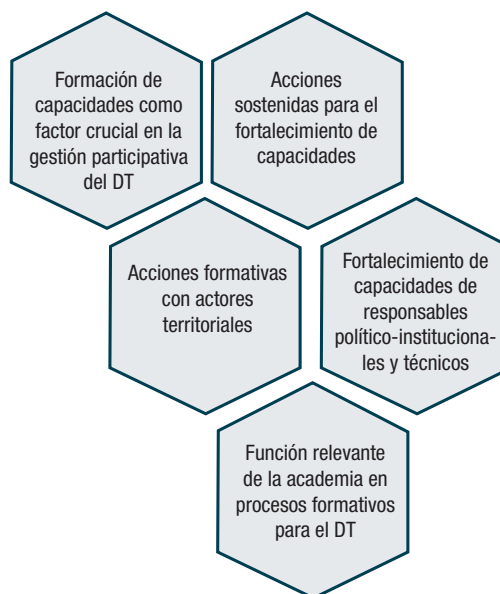 Formación de
capacidades como
factor crucial en la
gestión participativa
del DT
Acciones
sostenidas para el
fortalecimiento de
capacidades
Acciones formativas
con actores
territoriales
Fortalecimiento de
capacidades de
responsables
político-instituciona-
les y técnicos
Función relevante
de la academia en
procesos formativos
para el DT